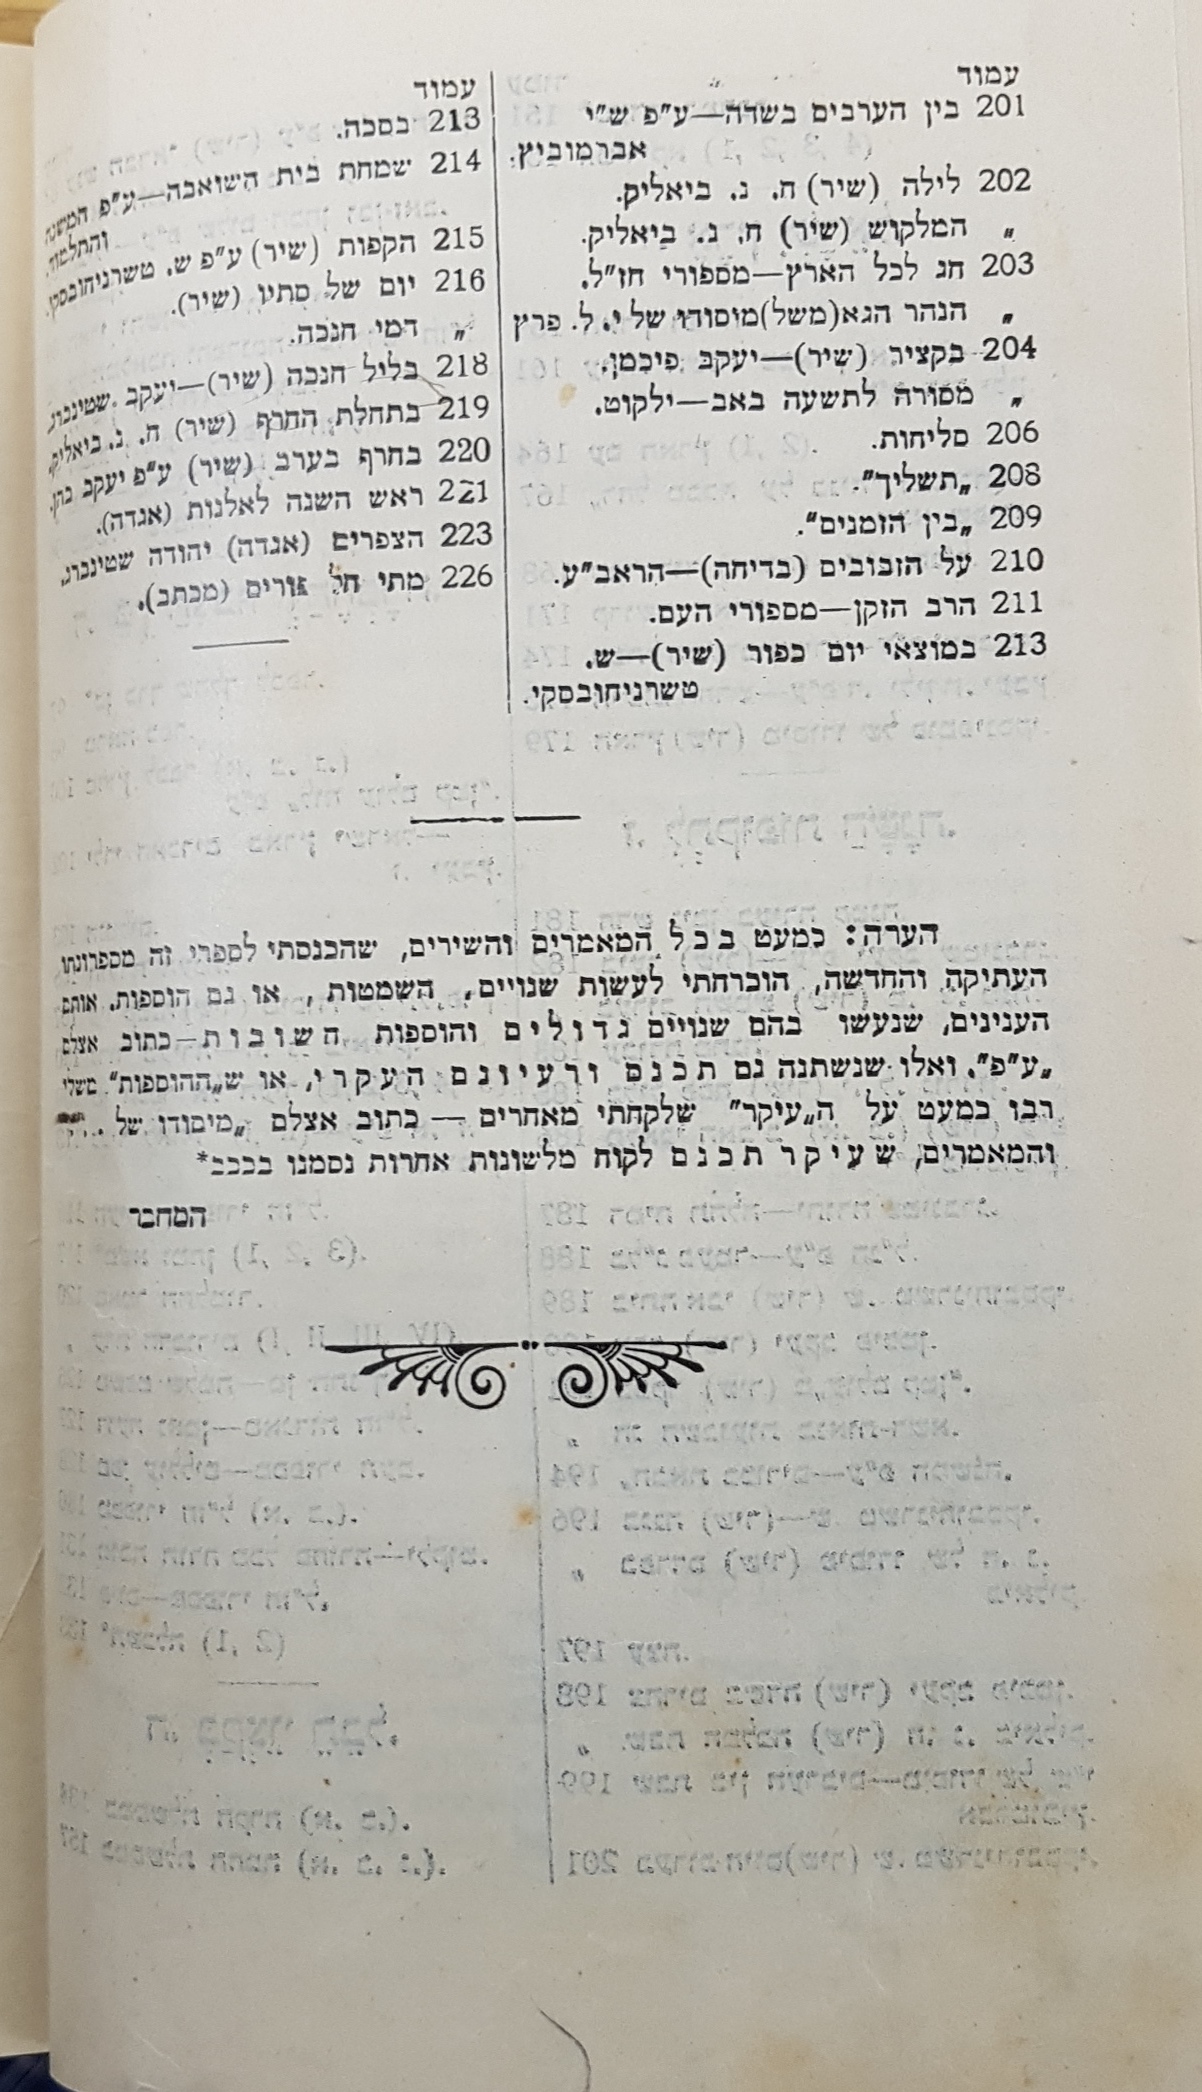 עמוד
201 בין הערבים בשדה—ע״פ ש״י
אברמוביץ.
202 לילה (שיר) ח. נ. ביאליק.
„ המלקוש (שיר) ח. נ. ביאליק.
203 חג לכל הארץ—מספורי חז״ל.
„ הנהר הגא(משל)מיסודו של י. ל. פרץ
204 בקציר (שיר)—יעקב פיכמן.
„ מסורה לתשעה באב—ילקוט.
206 סליחות.
208 „תשליך״.
209 „בין הזמנים״.
210 על הזבובים (בדיחה)—הראב״ע.
211 הרב הזקן—מספורי העם.
213 במוצאי יום כפור (שיר)—ש.
טשרניחובסקי.
עמוד
213 בסכה.
214 שמחת בית השואבה—ע״פ המשנה
והתלמוד.
215 הקפות (שיר) ע״פ ש. טשרניחובסקי.
216 יום של סתיו (שיר).
„ דמי חנכה.
218 בליל חנכה (שיר)—יעקב שטינברג.
219 בתחלת החרף (שיר) ח. נ. ביאליק.
220 בחרף בערב (שיר) ע״פ יעקב כהן.
221 ראש השנה לאלנות (אגדה).
223 הצפרים (אגדה) יהודה שטינברג.
226 מתי חל פורים (מכתב).
הערה: כמעט בכל המאמרים והשירים, שהכנסתי לספרי זה מספרותנו
העתיקה והחדשה, הוכרחתי לעשות שנויים, השמטות, או גם הוספות. אותם
הענינים, שנעשו בהם שנויים גדולים והוספות חשובות—כתוב אצלם
„ע״פ״. ואלו שנשתנה גם תכנם ורעיונם העקרי, או ש„ההוספות״ משלי
רבו כמעט על ה„עיקר״ שלקחתי מאחרים — כתוב אצלם „מיסודו של
והמאמרים, שעיקר תכנם לקוח מלשונות אחרות נסמנו בככב*
המחבר